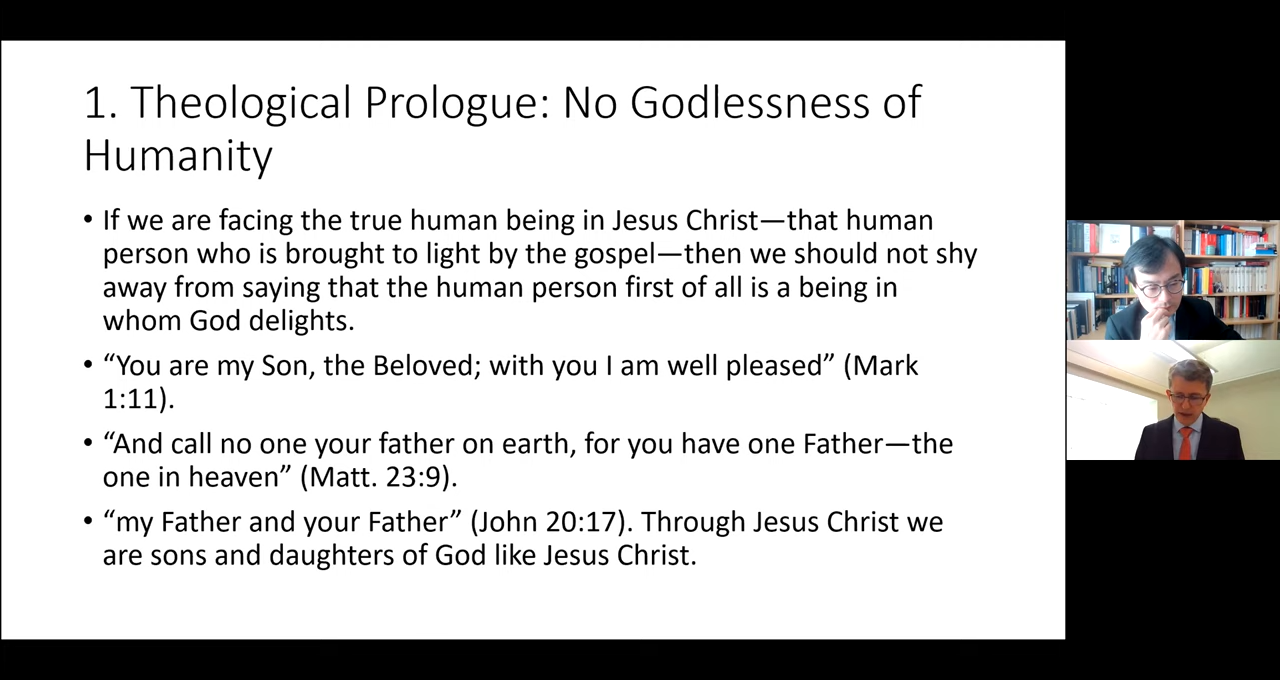 1. Theological Prologue: No Godlessness of
Humanity
• If we are facing the true human being in Jesus Christ—that human
person who is brought to light by the gospel—then we should not shy
away from saying that the human person first of all is a being in
whom God delights.
• “You are my Son, the Beloved; with you I am well pleased” (Mark
1:11).
• “And call no one your father on earth, for you have one Father—the
one in heaven” (Matt. 23:9).
• “my Father and your Father” (John 20:17). Through Jesus Christ we
are sons and daughters of God like Jesus Christ.